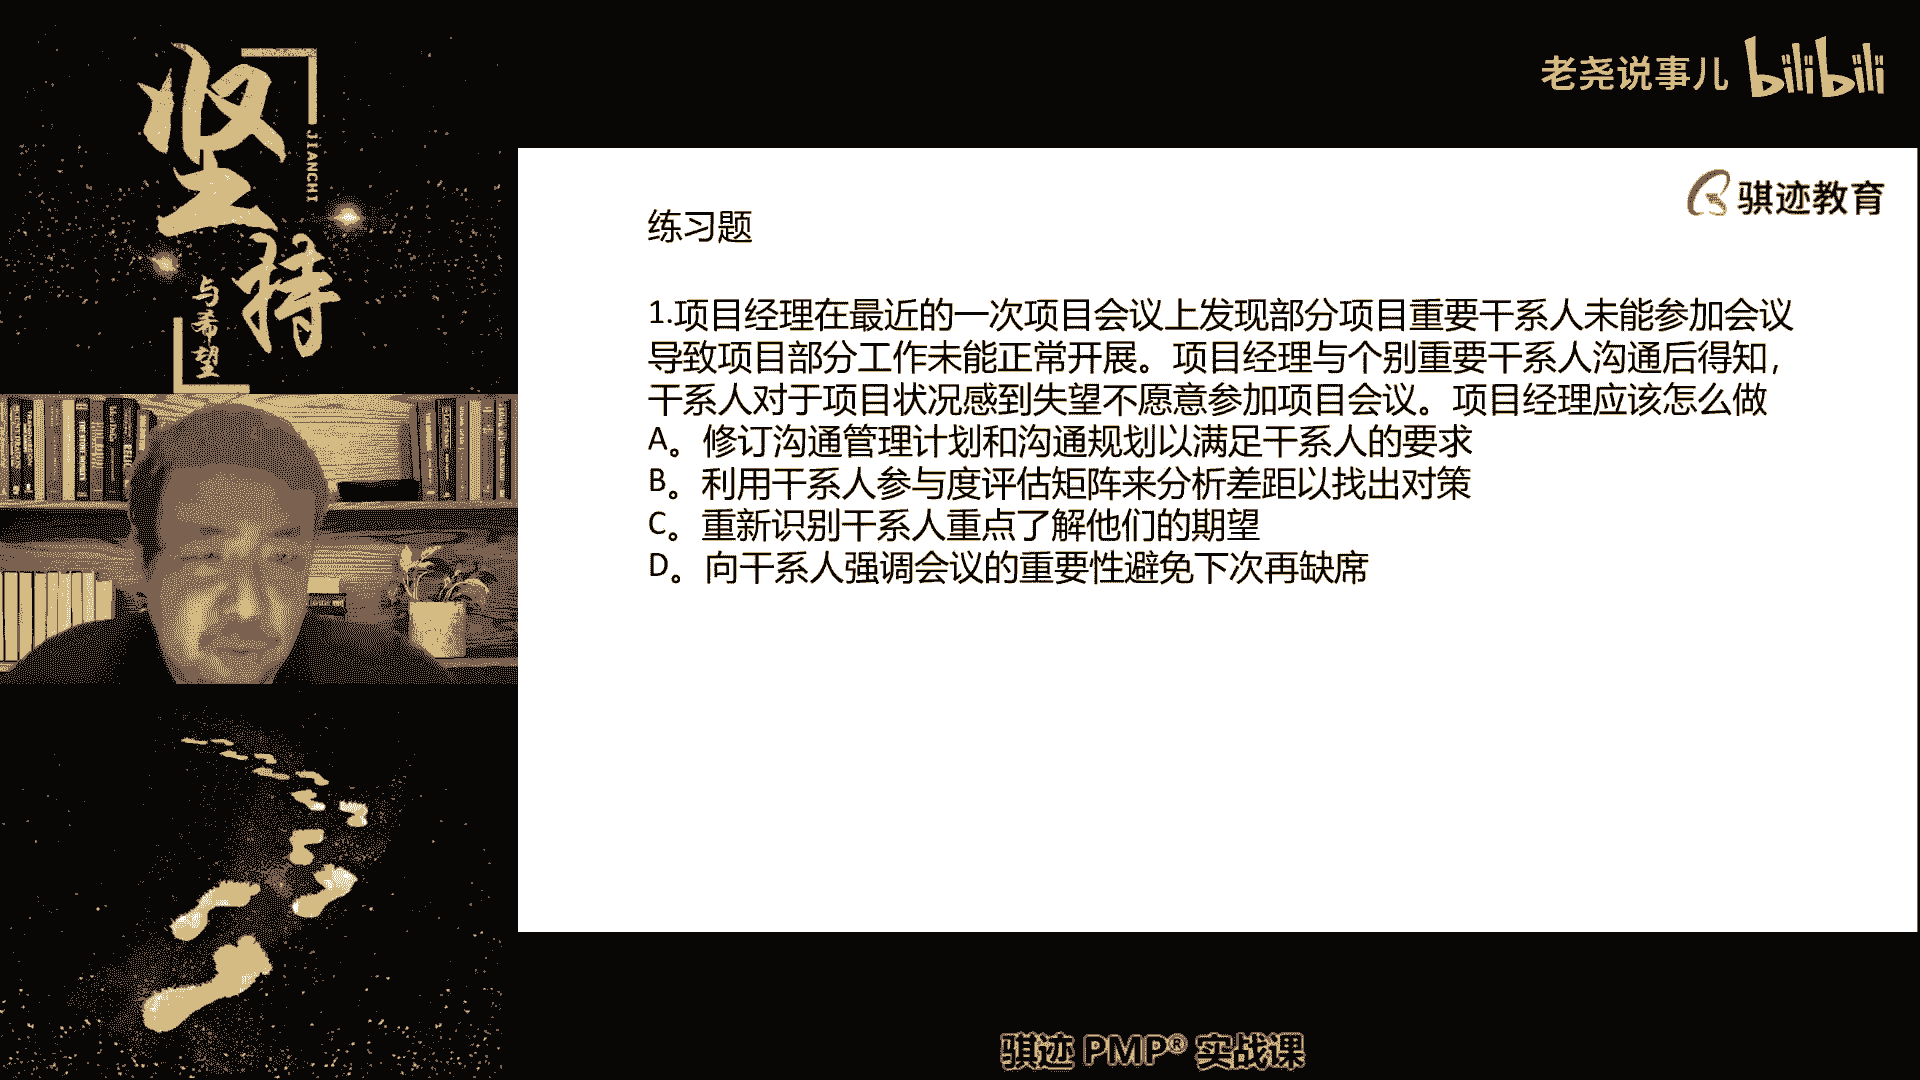 坚持
JIANCHI
与希望
老尧说事儿 bilibili
骐迹教育
练习题
1.项目经理在最近的一次项目会议上发现部分项目重要干系人未能参加会议
导致项目部分工作未能正常开展。项目经理与个别重要干系人沟通后得知，
干系人对于项目状况感到失望不愿意参加项目会议。项目经理应该怎么做
A。修订沟通管理计划和沟通规划以满足干系人的要求
B。利用干系人参与度评估矩阵来分析差距以找出对策
C。重新识别干系人重点了解他们的期望
D。向干系人强调会议的重要性避免下次再缺席
骐迹 PMP® 实战课